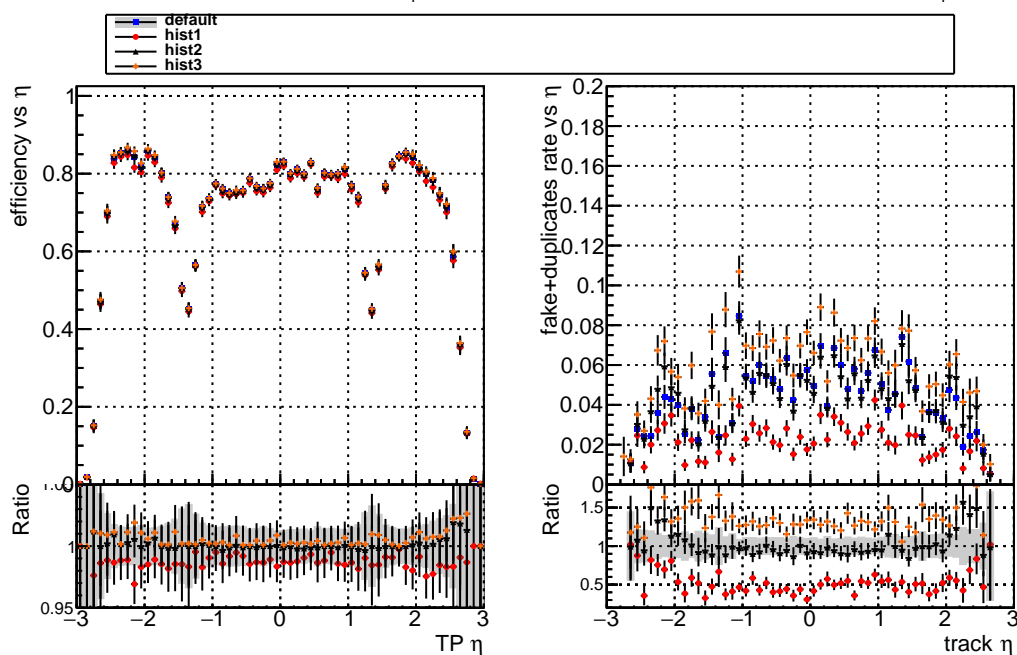 default
hist1
hist2
hist3
efficiency vs η
1
0.8
0.6
0.4
0.2
0
Ratio
1
0.95
−3 −2 −1 0 1 2 3
TP η
fake+duplicates rate vs η
0.2
0.18
0.16
0.14
0.12
0.1
0.08
0.06
0.04
0.02
0
Ratio
1.5
1
0.5
−3 −2 −1 0 1 2 3
track η